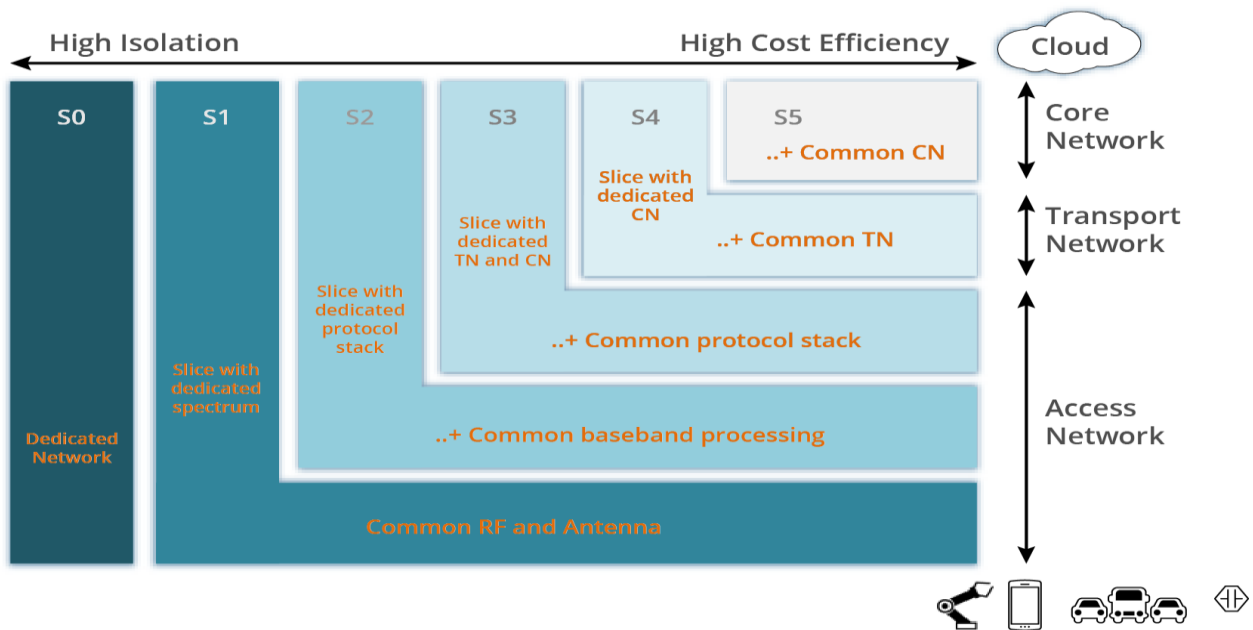 High Isolation
High Cost Efficiency
Cloud
S0
S1
S2
S3
S4
S5
..+ Common CN
Core
Network
Slice with
dedicated
CN
..+ Common TN
Transport
Network
Slice with
dedicated
TN and CN
..+ Common protocol stack
Slice with
dedicated
protocol
stack
..+ Common baseband processing
Access
Network
Slice with
dedicated
spectrum
Dedicated
Network
Common RF and Antenna